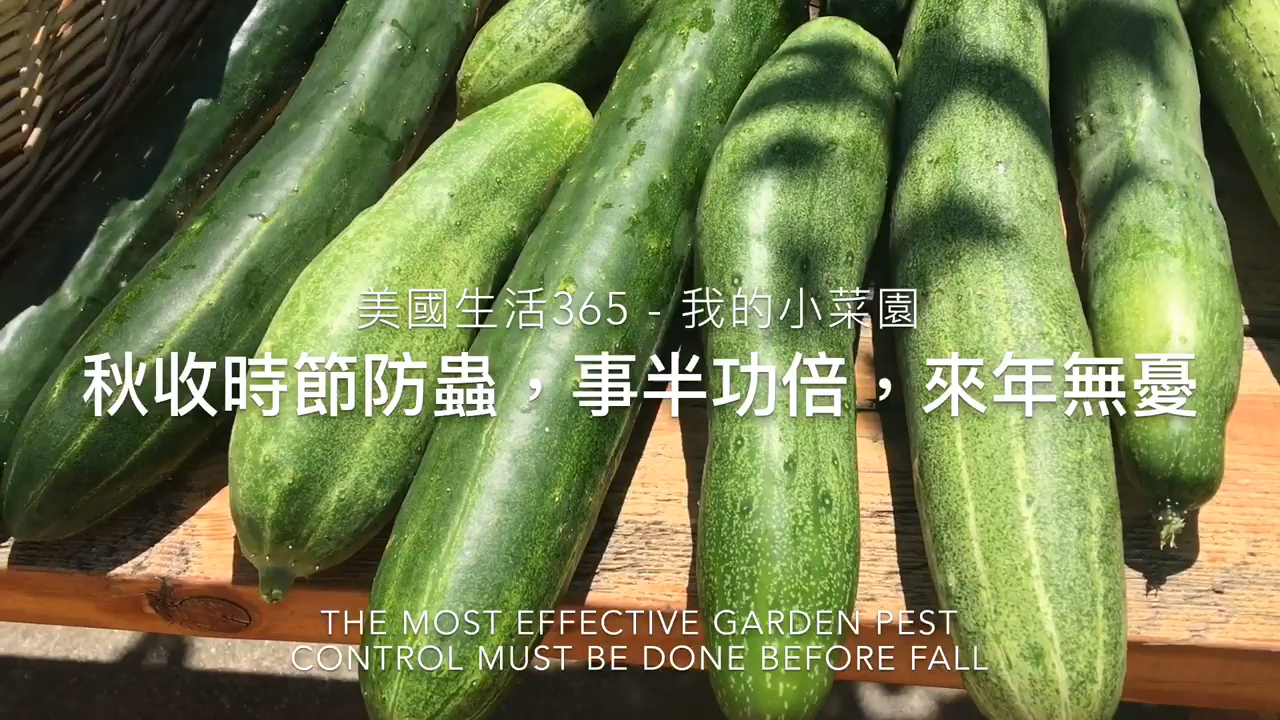 美國生活365 - 我的小菜園
秋收時節防蟲，事半功倍，來年無憂
THE MOST EFFECTIVE GARDEN PEST
CONTROL MUST BE DONE BEFORE FALL